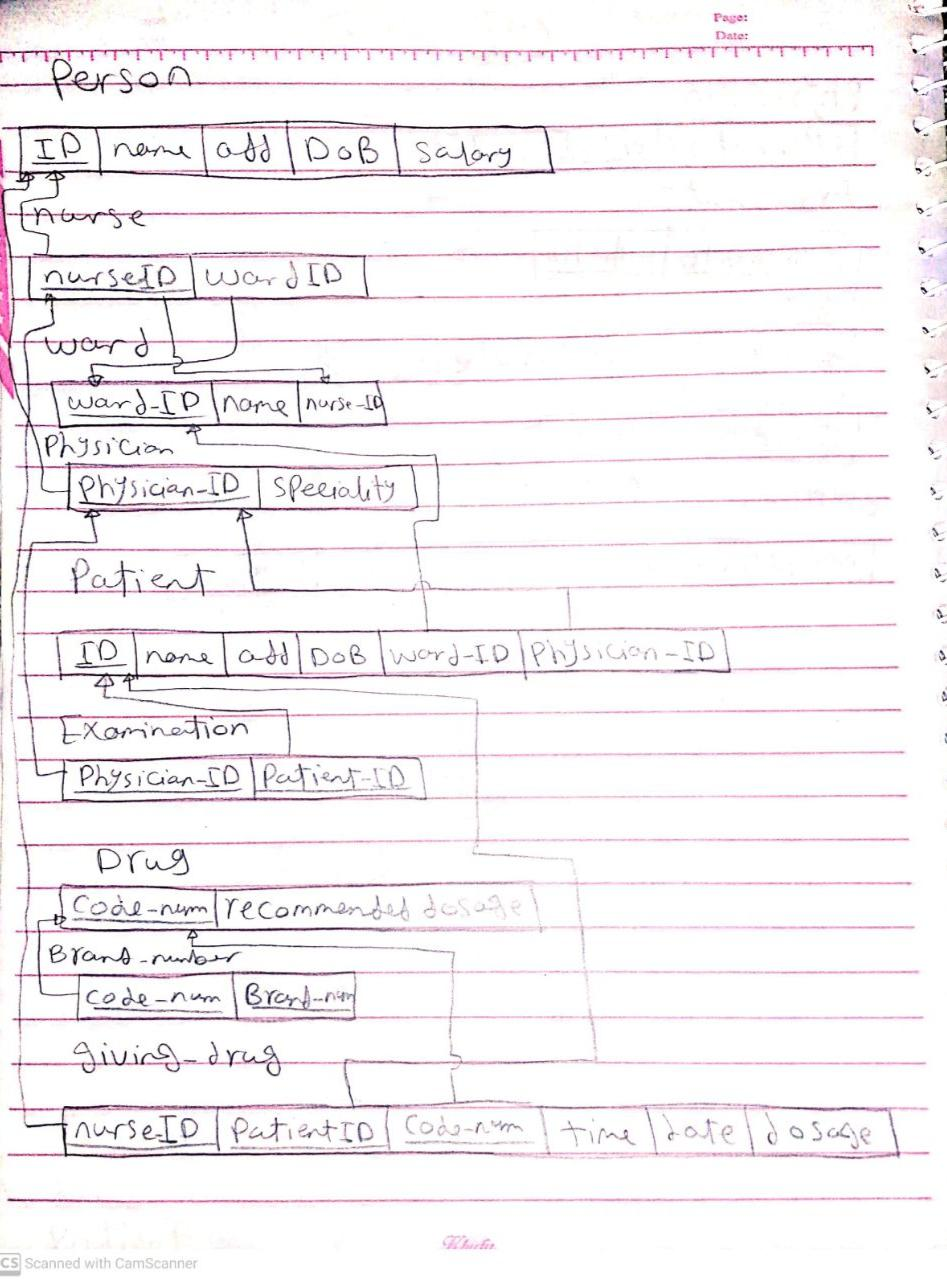 Page:
Date:
Person
ID name add DoB Salary
nurse
nurseID ward ID
ward
ward-ID name nurse-ID
Physician
Physician-ID Speciality
Patient
ID name add DoB Ward-ID Physician-ID
Examination
Physician-ID Patient-ID
Drug
Code-num recommended dosage
Brand-number
code-num Brand-num
giving-drug
nurseID PatientID Code-num time date dosage
CS Scanned with CamScanner